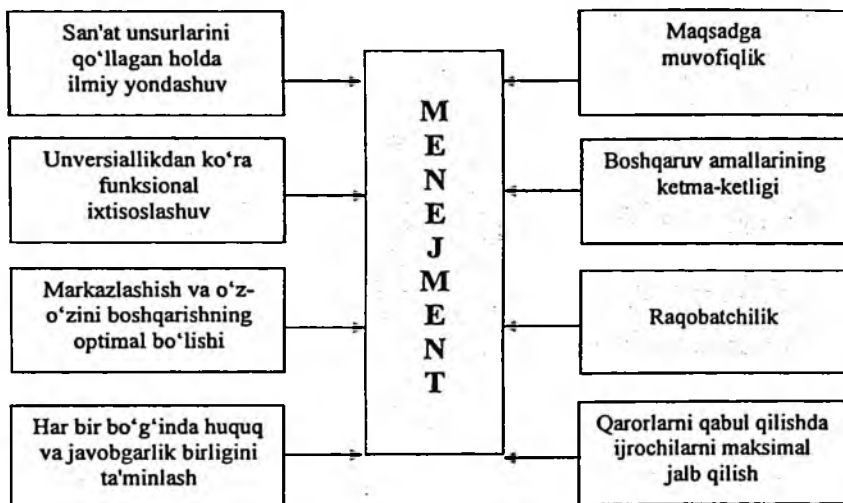 San'at unsurlarini
qo‘llagan holda
ilmiy yondashuv
Unversiallikdan ko‘ra
funksional
ixtisoslashuv
Markazlashish va o‘z-
o‘zini boshqarishning
optimal bo‘lishi
Har bir bo‘g‘inda huquq
va javobgarlik birligini
ta'minlash
M
E
N
E
J
M
E
N
T
Maqsadga
muvofiqlik
Boshqaruv amallarining
ketma-ketligi
Raqobatchilik
Qarorlarni qabul qilishda
ijrochilarni maksimal
jalb qilish